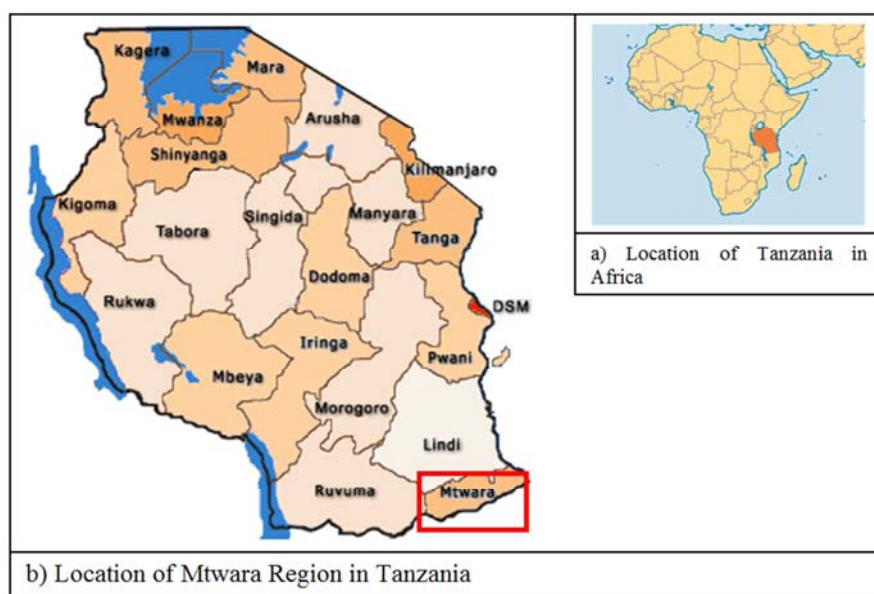 Kagera
Mara
Mwanza
Arusha
Shinyanga
Kilimanjaro
Kigoma
Singida
Manyara
Tabora
Tanga
Dodoma
Rukwa
DSM
Iringa
Pwani
Mbeya
Morogoro
Lindi
Ruvuma
Mtwara
a) Location of Tanzania in
Africa
b) Location of Mtwara Region in Tanzania